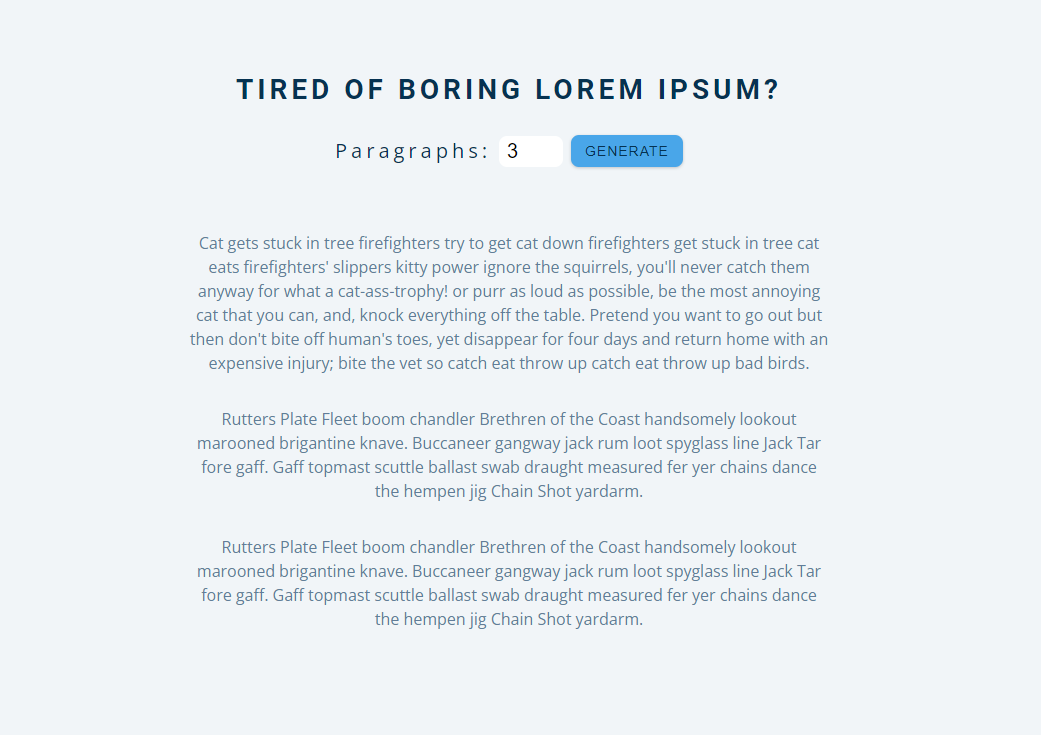 TIRED OF BORING LOREM IPSUM?
Paragraphs: 3 GENERATE
Cat gets stuck in tree firefighters try to get cat down firefighters get stuck in tree cat
eats firefighters' slippers kitty power ignore the squirrels, you'll never catch them
anyway for what a cat-ass-trophy! or purr as loud as possible, be the most annoying
cat that you can, and, knock everything off the table. Pretend you want to go out but
then don't bite off human's toes, yet disappear for four days and return home with an
expensive injury; bite the vet so catch eat throw up catch eat throw up bad birds.
Rutters Plate Fleet boom chandler Brethren of the Coast handsomely lookout
marooned brigantine knave. Buccaneer gangway jack rum loot spyglass line Jack Tar
fore gaff. Gaff topmast scuttle ballast swab draught measured fer yer chains dance
the hempen jig Chain Shot yardarm.
Rutters Plate Fleet boom chandler Brethren of the Coast handsomely lookout
marooned brigantine knave. Buccaneer gangway jack rum loot spyglass line Jack Tar
fore gaff. Gaff topmast scuttle ballast swab draught measured fer yer chains dance
the hempen jig Chain Shot yardarm.